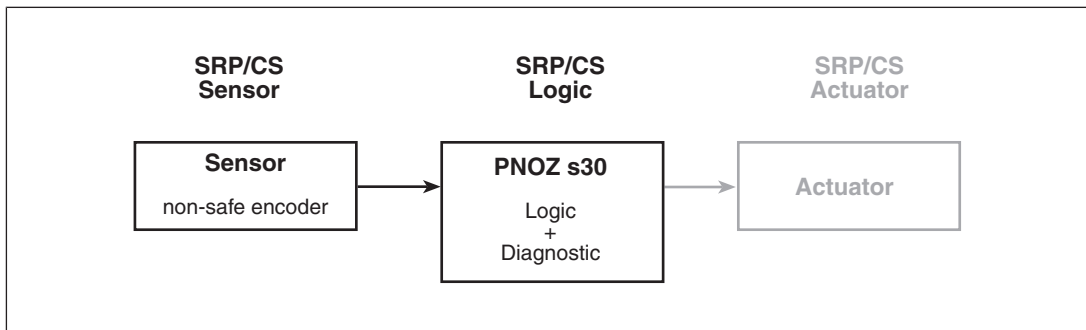 SRP/CS
Sensor
SRP/CS
Logic
SRP/CS
Actuator
Sensor
non-safe encoder
PNOZ s30
Logic
+
Diagnostic
Actuator